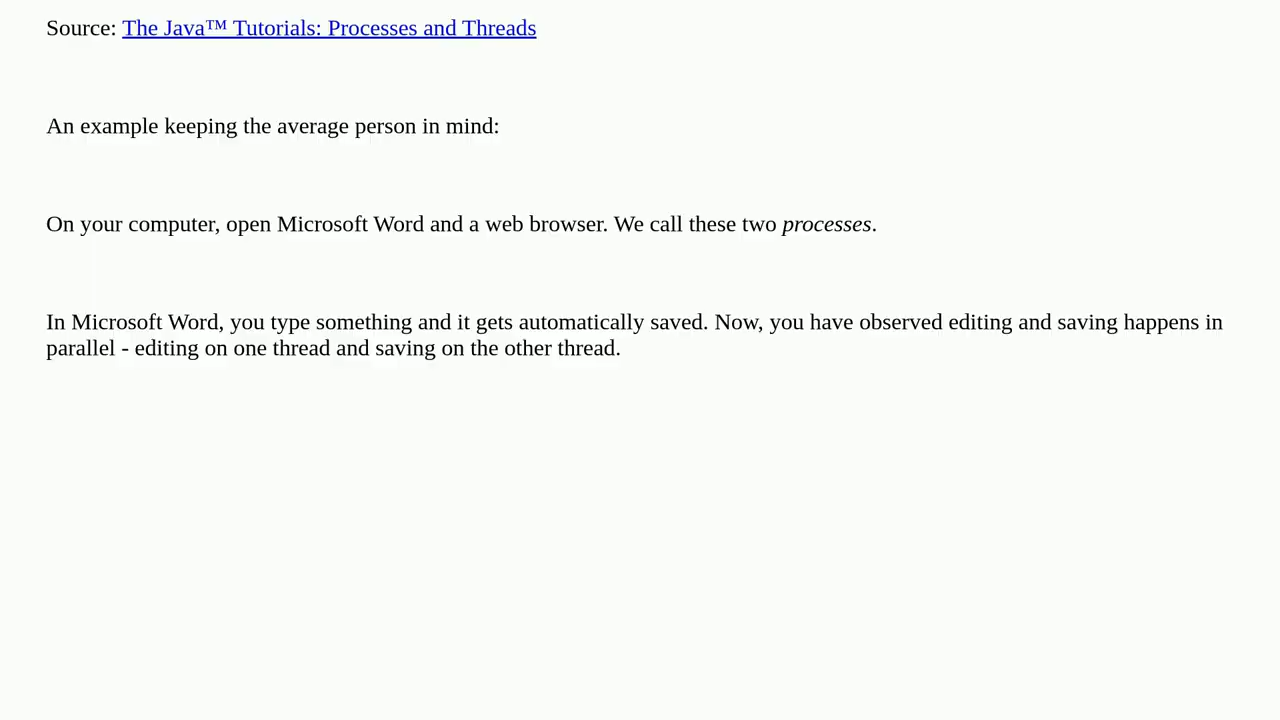 Source: The Java™ Tutorials: Processes and Threads
An example keeping the average person in mind:
On your computer, open Microsoft Word and a web browser. We call these two processes.
In Microsoft Word, you type something and it gets automatically saved. Now, you have observed editing and saving happens in
parallel - editing on one thread and saving on the other thread.